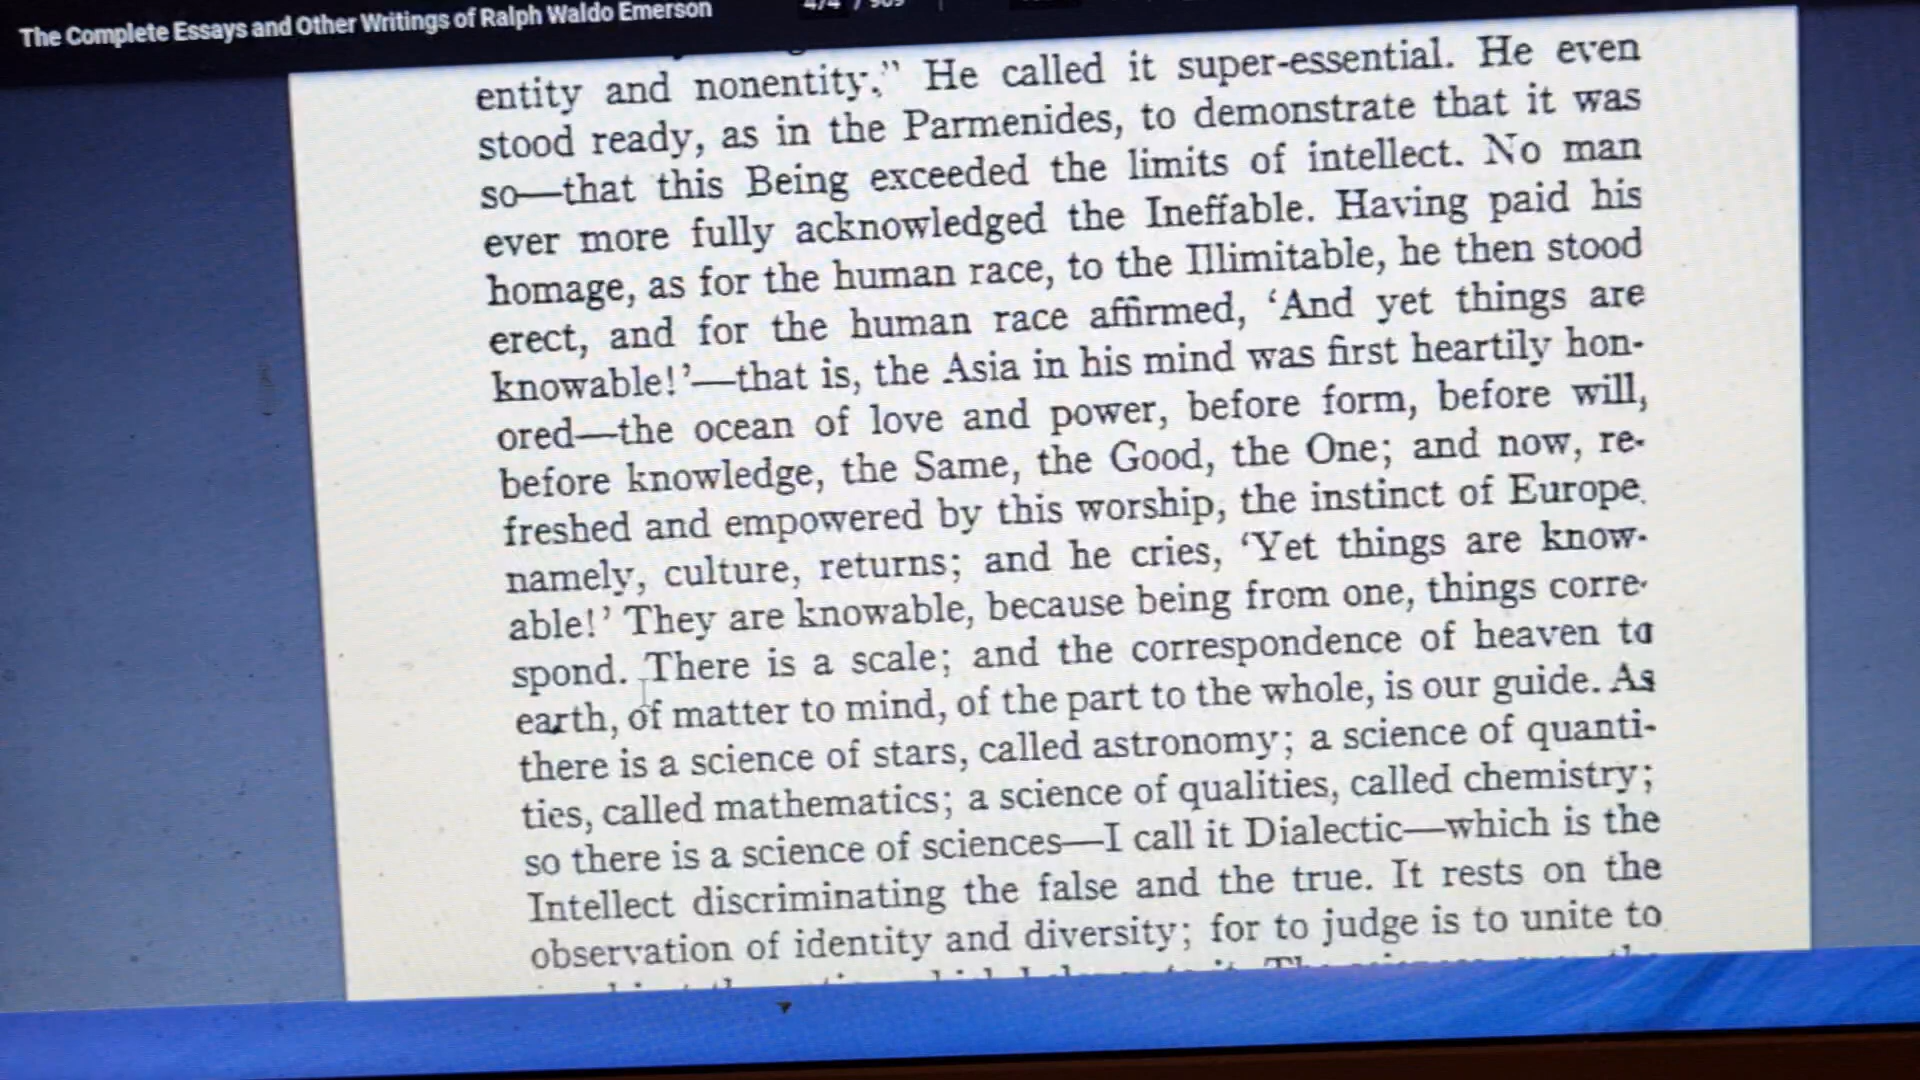 The Complete Essays and Other Writings of Ralph Waldo Emerson
entity and nonentity." He called it super-essential. He even
stood ready, as in the Parmenides, to demonstrate that it was
so—that this Being exceeded the limits of intellect. No man
ever more fully acknowledged the Ineffable. Having paid his
homage, as for the human race, to the Illimitable, he then stood
erect, and for the human race affirmed, 'And yet things are
knowable!'—that is, the Asia in his mind was first heartily hon-
ored—the ocean of love and power, before form, before will,
before knowledge, the Same, the Good, the One; and now, re-
freshed and empowered by this worship, the instinct of Europe,
namely, culture, returns; and he cries, 'Yet things are know-
able!' They are knowable, because being from one, things corre-
spond. There is a scale; and the correspondence of heaven to
earth, of matter to mind, of the part to the whole, is our guide. As
there is a science of stars, called astronomy; a science of quanti-
ties, called mathematics; a science of qualities, called chemistry;
so there is a science of sciences—I call it Dialectic—which is the
Intellect discriminating the false and the true. It rests on the
observation of identity and diversity; for to judge is to unite to